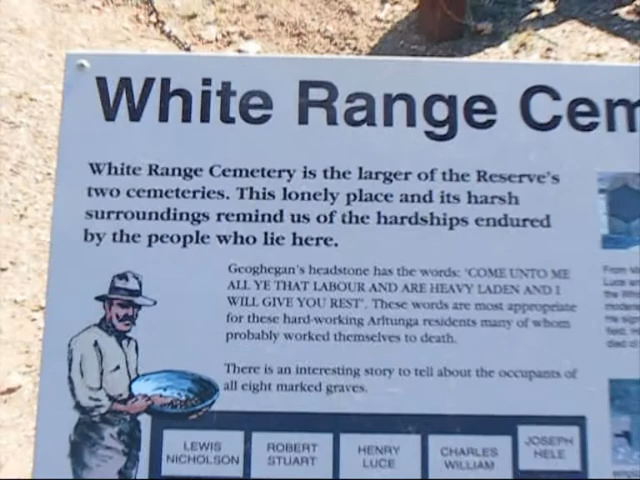 White Range Cem
White Range Cemetery is the larger of the Reserve's
two cemeteries. This lonely place and its harsh
surroundings remind us of the hardships endured
by the people who lie here.
Geoghegan's headstone has the words: 'COME UNTO ME
ALL YE THAT LABOUR AND ARE HEAVY LADEN AND I
WILL GIVE YOU REST'. These words are most appropriate
for these hard-working Arltunga residents many of whom
probably worked themselves to death.
There is an interesting story to tell about the occupants of
all eight marked graves.
LEWIS
NICHOLSON
ROBERT
STUART
HENRY
LUCE
CHARLES
WILLIAM
JOSEPH
HELE